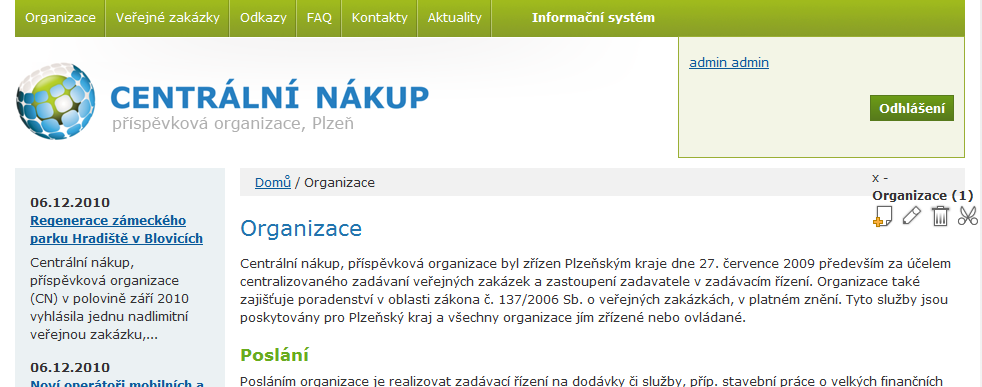 Organizace Veřejné zakázky Odkazy FAQ Kontakty Aktuality Informační systém
admin admin
Odhlášení
CENTRÁLNÍ NÁKUP
příspěvková organizace, Plzeň
06.12.2010
Regenerace zámeckého
parku Hradiště v Blovicích
Centrální nákup,
příspěvková organizace
(CN) v polovině září 2010
vyhlásila jednu nadlimitní
veřejnou zakázku,...
06.12.2010
Noví operátoři mobilních a
Domů / Organizace
x -
Organizace (1)
Organizace
Centrální nákup, příspěvková organizace byl zřízen Plzeňským kraje dne 27. července 2009 především za účelem
centralizovaného zadávaní veřejných zakázek a zastoupení zadavatele v zadávacím řízení. Organizace také
zajišťuje poradenství v oblasti zákona č. 137/2006 Sb. o veřejných zakázkách, v platném znění. Tyto služby jsou
poskytovány pro Plzeňský kraj a všechny organizace jím zřízené nebo ovládané.
Poslání
Posláním organizace je realizovat zadávací řízení na dodávky či služby, příp. stavební práce o velkých finančních